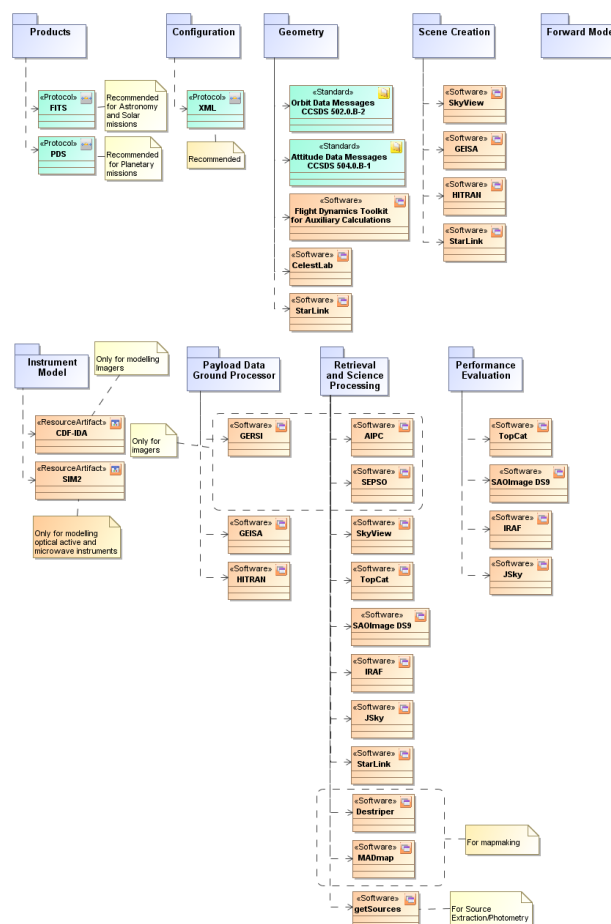 Products
«Protocol»
FITS
Recommended
for Astronomy
and Solar
missions
«Protocol»
PDS
Recommended
for Planetary
missions
Configuration
«Protocol»
XML
Recommended
Geometry
«Standard»
Orbit Data Messages
CCSDS 502.0.B-2
«Standard»
Attitude Data Messages
CCSDS 504.0.B-1
«Software»
Flight Dynamics Toolkit
for Auxiliary Calculations
«Software»
CelestLab
«Software»
StarLink
Scene Creation
«Software»
SkyView
«Software»
GEISA
«Software»
HITRAN
«Software»
StarLink
Forward Mode
Instrument
Model
Only for modelling
Imagers
«ResourceArtifact»
CDF-IDA
«ResourceArtifact»
SIM2
Only for modelling
optical active and
microwave instruments
Payload Data
Ground Processor
Only for
Imagers
«Software»
GERSI
«Software»
GEISA
«Software»
HITRAN
Retrieval
and Science
Processing
«Software»
AIPC
«Software»
SEPSO
«Software»
SkyView
«Software»
TopCat
«Software»
SAOImage DS9
«Software»
IRAF
«Software»
JSky
«Software»
StarLink
«Software»
Destriper
«Software»
MADmap
For mapmaking
«Software»
getSources
For Source
Extraction/Photometry
Performance
Evaluation
«Software»
TopCat
«Software»
SAOImage DS9
«Software»
IRAF
«Software»
JSky